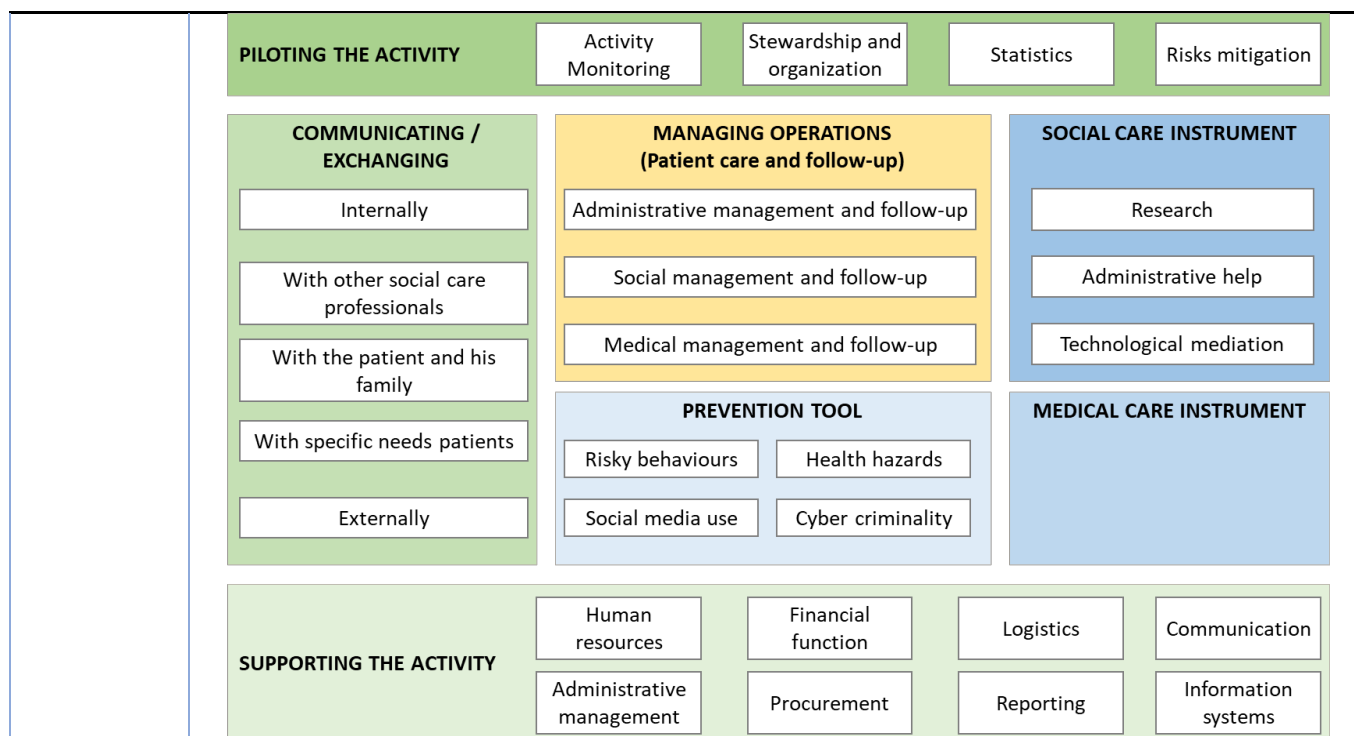 PILOTING THE ACTIVITY
Activity
Monitoring
Stewardship and
organization
Statistics
Risks mitigation
COMMUNICATING /
EXCHANGING
Internally
With other social care
professionals
With the patient and his
family
With specific needs patients
Externally
MANAGING OPERATIONS
(Patient care and follow-up)
Administrative management and follow-up
Social management and follow-up
Medical management and follow-up
SOCIAL CARE INSTRUMENT
Research
Administrative help
Technological mediation
PREVENTION TOOL
Risky behaviours
Health hazards
Social media use
Cyber criminality
MEDICAL CARE INSTRUMENT
SUPPORTING THE ACTIVITY
Human
resources
Financial
function
Logistics
Communication
Administrative
management
Procurement
Reporting
Information
systems